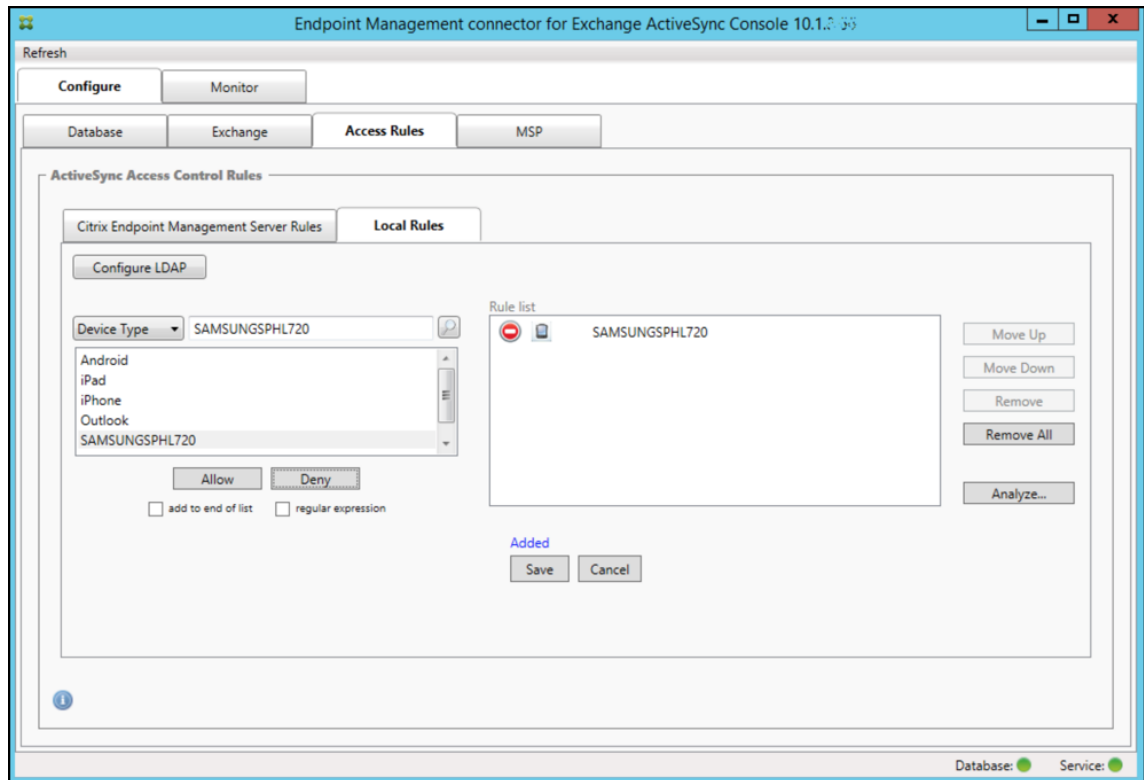 Endpoint Management connector for Exchange ActiveSync Console
Refresh
Configure Monitor
Database Exchange Access Rules MSP
ActiveSync Access Control Rules
Citrix Endpoint Management Server Rules Local Rules
Configure LDAP
Rule list
Device Type SAMSUNGSPHL720
SAMSUNGSPHL720
Move Up
Android
iPad
Move Down
iPhone
Remove
Outlook
SAMSUNGSPHL720
Remove All
Allow Deny
Analyze...
add to end of list regular expression
Added
Save Cancel
Database: Service: